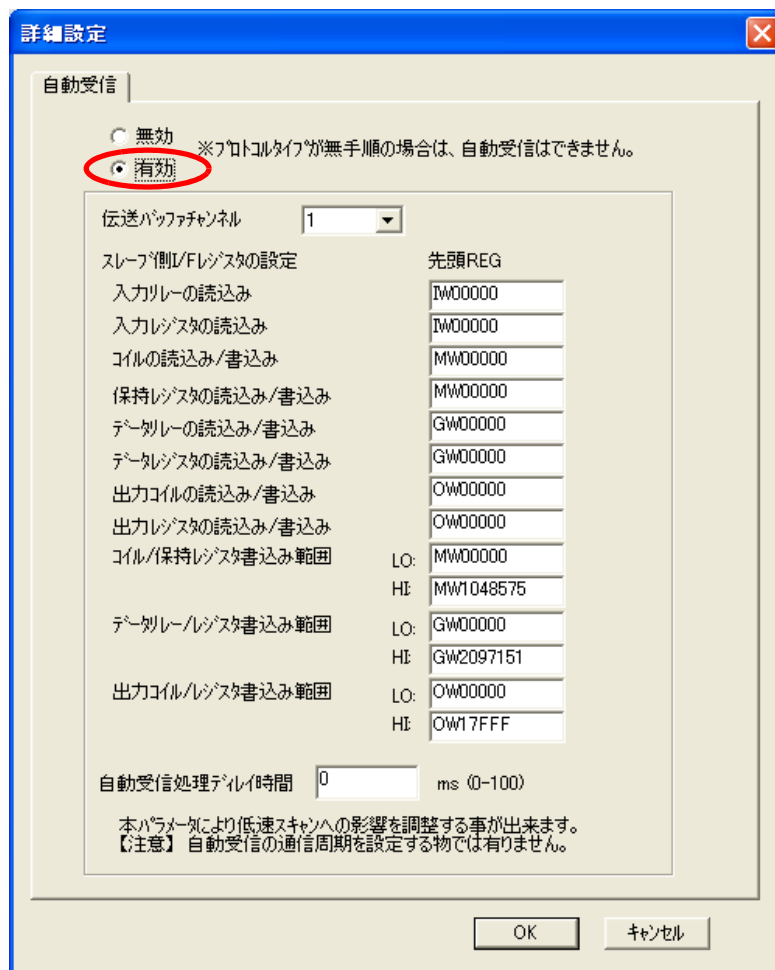 詳細設定
自動受信
無効
※プロトコルタイプが無手順の場合は、自動受信はできません。
有効
伝送バッファチャンネル 1
スレーブ側I/Fレジスタの設定 先頭REG
入力リレーの読込み IW00000
入力レジスタの読込み IW00000
コイルの読込み/書込み MW00000
保持レジスタの読込み/書込み MW00000
データリレーの読込み/書込み GW00000
データレジスタの読込み/書込み GW00000
出力コイルの読込み/書込み OW00000
出力レジスタの読込み/書込み OW00000
コイル/保持レジスタ書込み範囲 LO: MW00000
HI: MW1048575
データリレー/レジスタ書込み範囲 LO: GW00000
HI: GW2097151
出力コイル/レジスタ書込み範囲 LO: OW00000
HI: OW17FFF
自動受信処理ディレイ時間 0 ms (0-100)
本パラメータにより低速スキャンへの影響を調整する事が出来ます。
【注意】 自動受信の通信周期を設定する物では有りません。
OK キャンセル